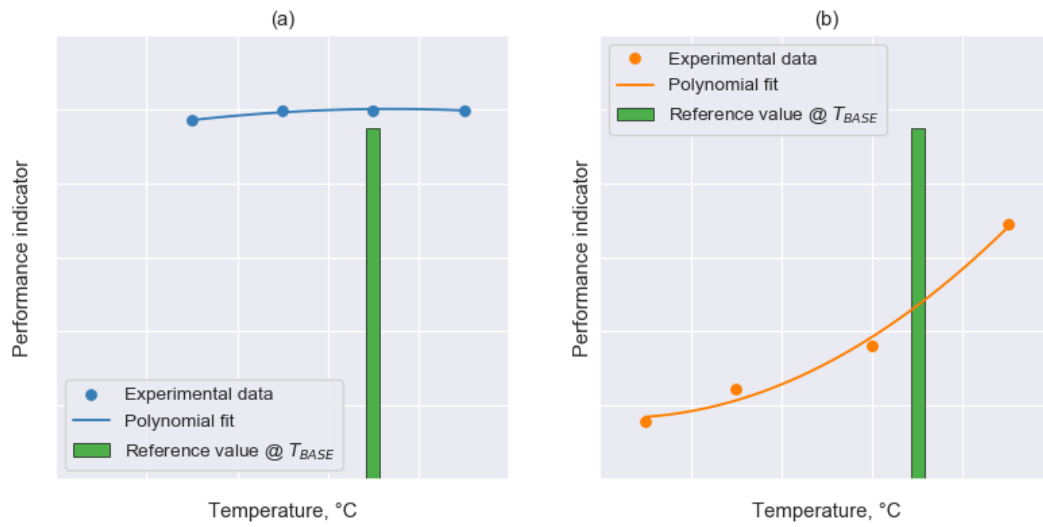 (a)
Performance indicator
Experimental data
Polynomial fit
Reference value @ T_BASE
Temperature, °C
(b)
Performance indicator
Experimental data
Polynomial fit
Reference value @ T_BASE
Temperature, °C